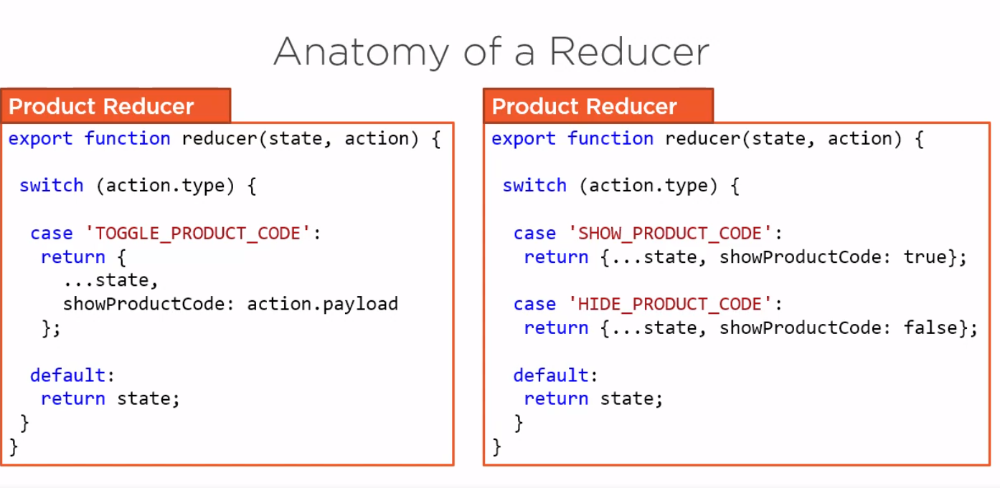 Anatomy of a Reducer
Product Reducer
export function reducer(state, action) {
switch (action.type) {
case 'TOGGLE_PRODUCT_CODE':
return {
...state,
showProductCode: action.payload
};
default:
return state;
}
}
Product Reducer
export function reducer(state, action) {
switch (action.type) {
case 'SHOW_PRODUCT_CODE':
return {...state, showProductCode: true};
case 'HIDE_PRODUCT_CODE':
return {...state, showProductCode: false};
default:
return state;
}
}